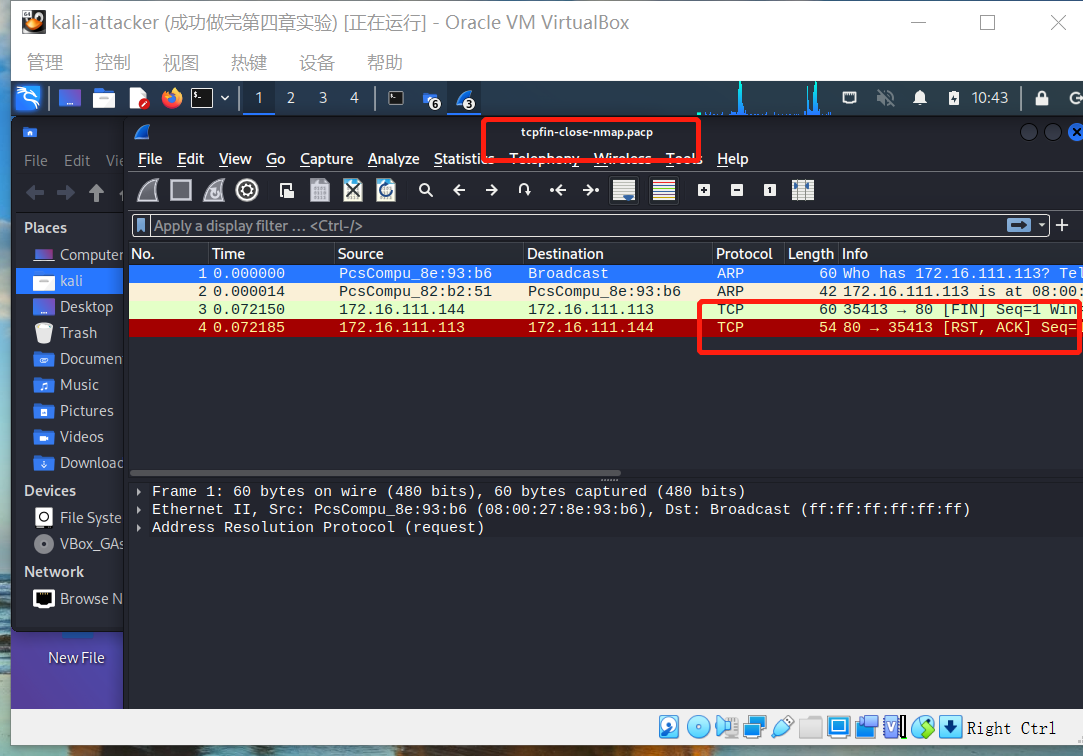 kali-attacker (成功做完第四章实验) [正在运行] - Oracle VM VirtualBox
管理 控制 视图 热键 设备 帮助
1 2 3 4 6 3 10:43
tcpfin-close-nmap.pacp
File Edit Vie
File Edit View Go Capture Analyze Statistics Telephony Wireless Tools Help
Apply a display filter … <Ctrl-/>
No. Time Source Destination Protocol Length Info
1 0.000000 PcsCompu_8e:93:b6 Broadcast ARP 60 Who has 172.16.111.113? Tel
2 0.000014 PcsCompu_82:b2:51 PcsCompu_8e:93:b6 ARP 42 172.16.111.113 is at 08:00:
3 0.072150 172.16.111.144 172.16.111.113 TCP 60 35413 → 80 [FIN] Seq=1 Win=
4 0.072185 172.16.111.113 172.16.111.144 TCP 54 80 → 35413 [RST, ACK] Seq=
Places
Computer
kali
Desktop
Trash
Documen
Music
Pictures
Videos
Download
Devices
File Syste
VBox_GAs
Network
Browse N
Frame 1: 60 bytes on wire (480 bits), 60 bytes captured (480 bits)
Ethernet II, Src: PcsCompu_8e:93:b6 (08:00:27:8e:93:b6), Dst: Broadcast (ff:ff:ff:ff:ff:ff)
Address Resolution Protocol (request)
New File
Right Ctrl